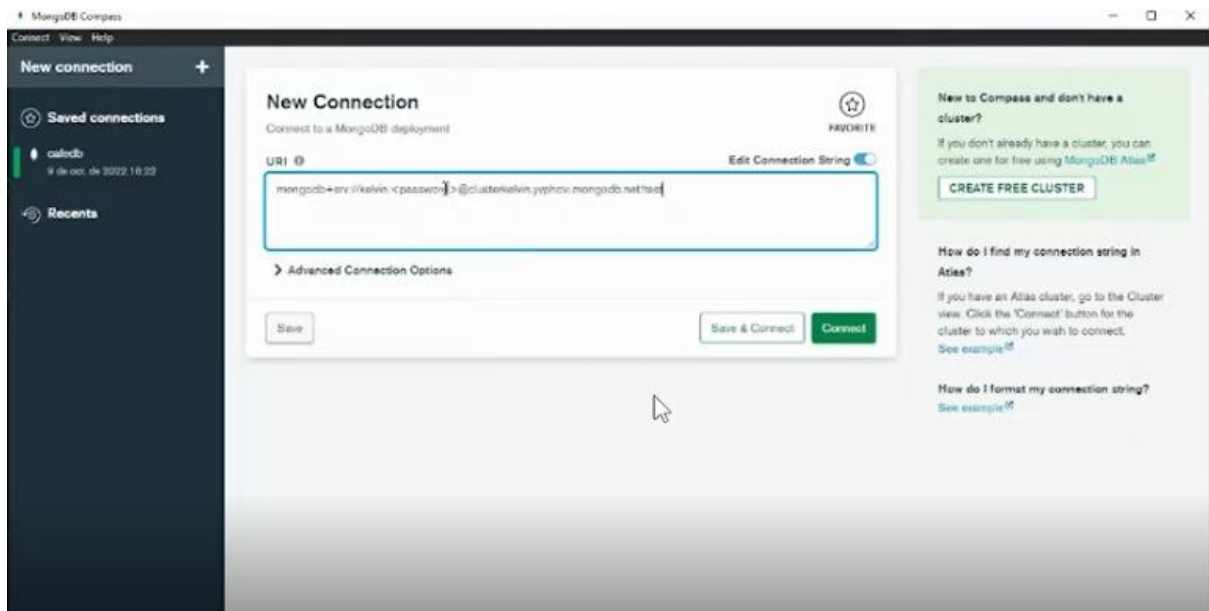 MongoDB Compass
Connect View Help
New connection +
Saved connections
9 de oct. de 2022 16:22
Recents
New Connection
Connect to a MongoDB deployment
FAVORITE
URI
Edit Connection String
mongodb+srv://kelvin:<password>@clusterkelvin.yvphcvi.mongodb.net/test
Advanced Connection Options
Save
Save & Connect
Connect
New to Compass and don't have a
cluster?
If you don't already have a cluster, you can
create one for free using MongoDB Atlas
CREATE FREE CLUSTER
How do I find my connection string in
Atlas?
If you have an Atlas cluster, go to the Cluster
view. Click the 'Connect' button for the
cluster to which you wish to connect.
See example
How do I format my connection string?
See example